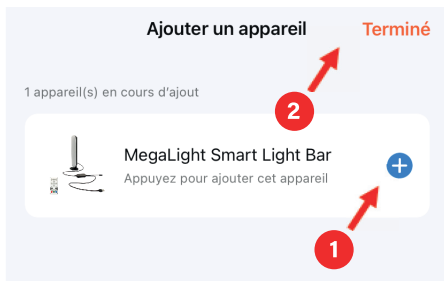 Ajouter un appareil
Terminé
2
1 appareil(s) en cours d'ajout
MegaLight Smart Light Bar
Appuyez pour ajouter cet appareil
1